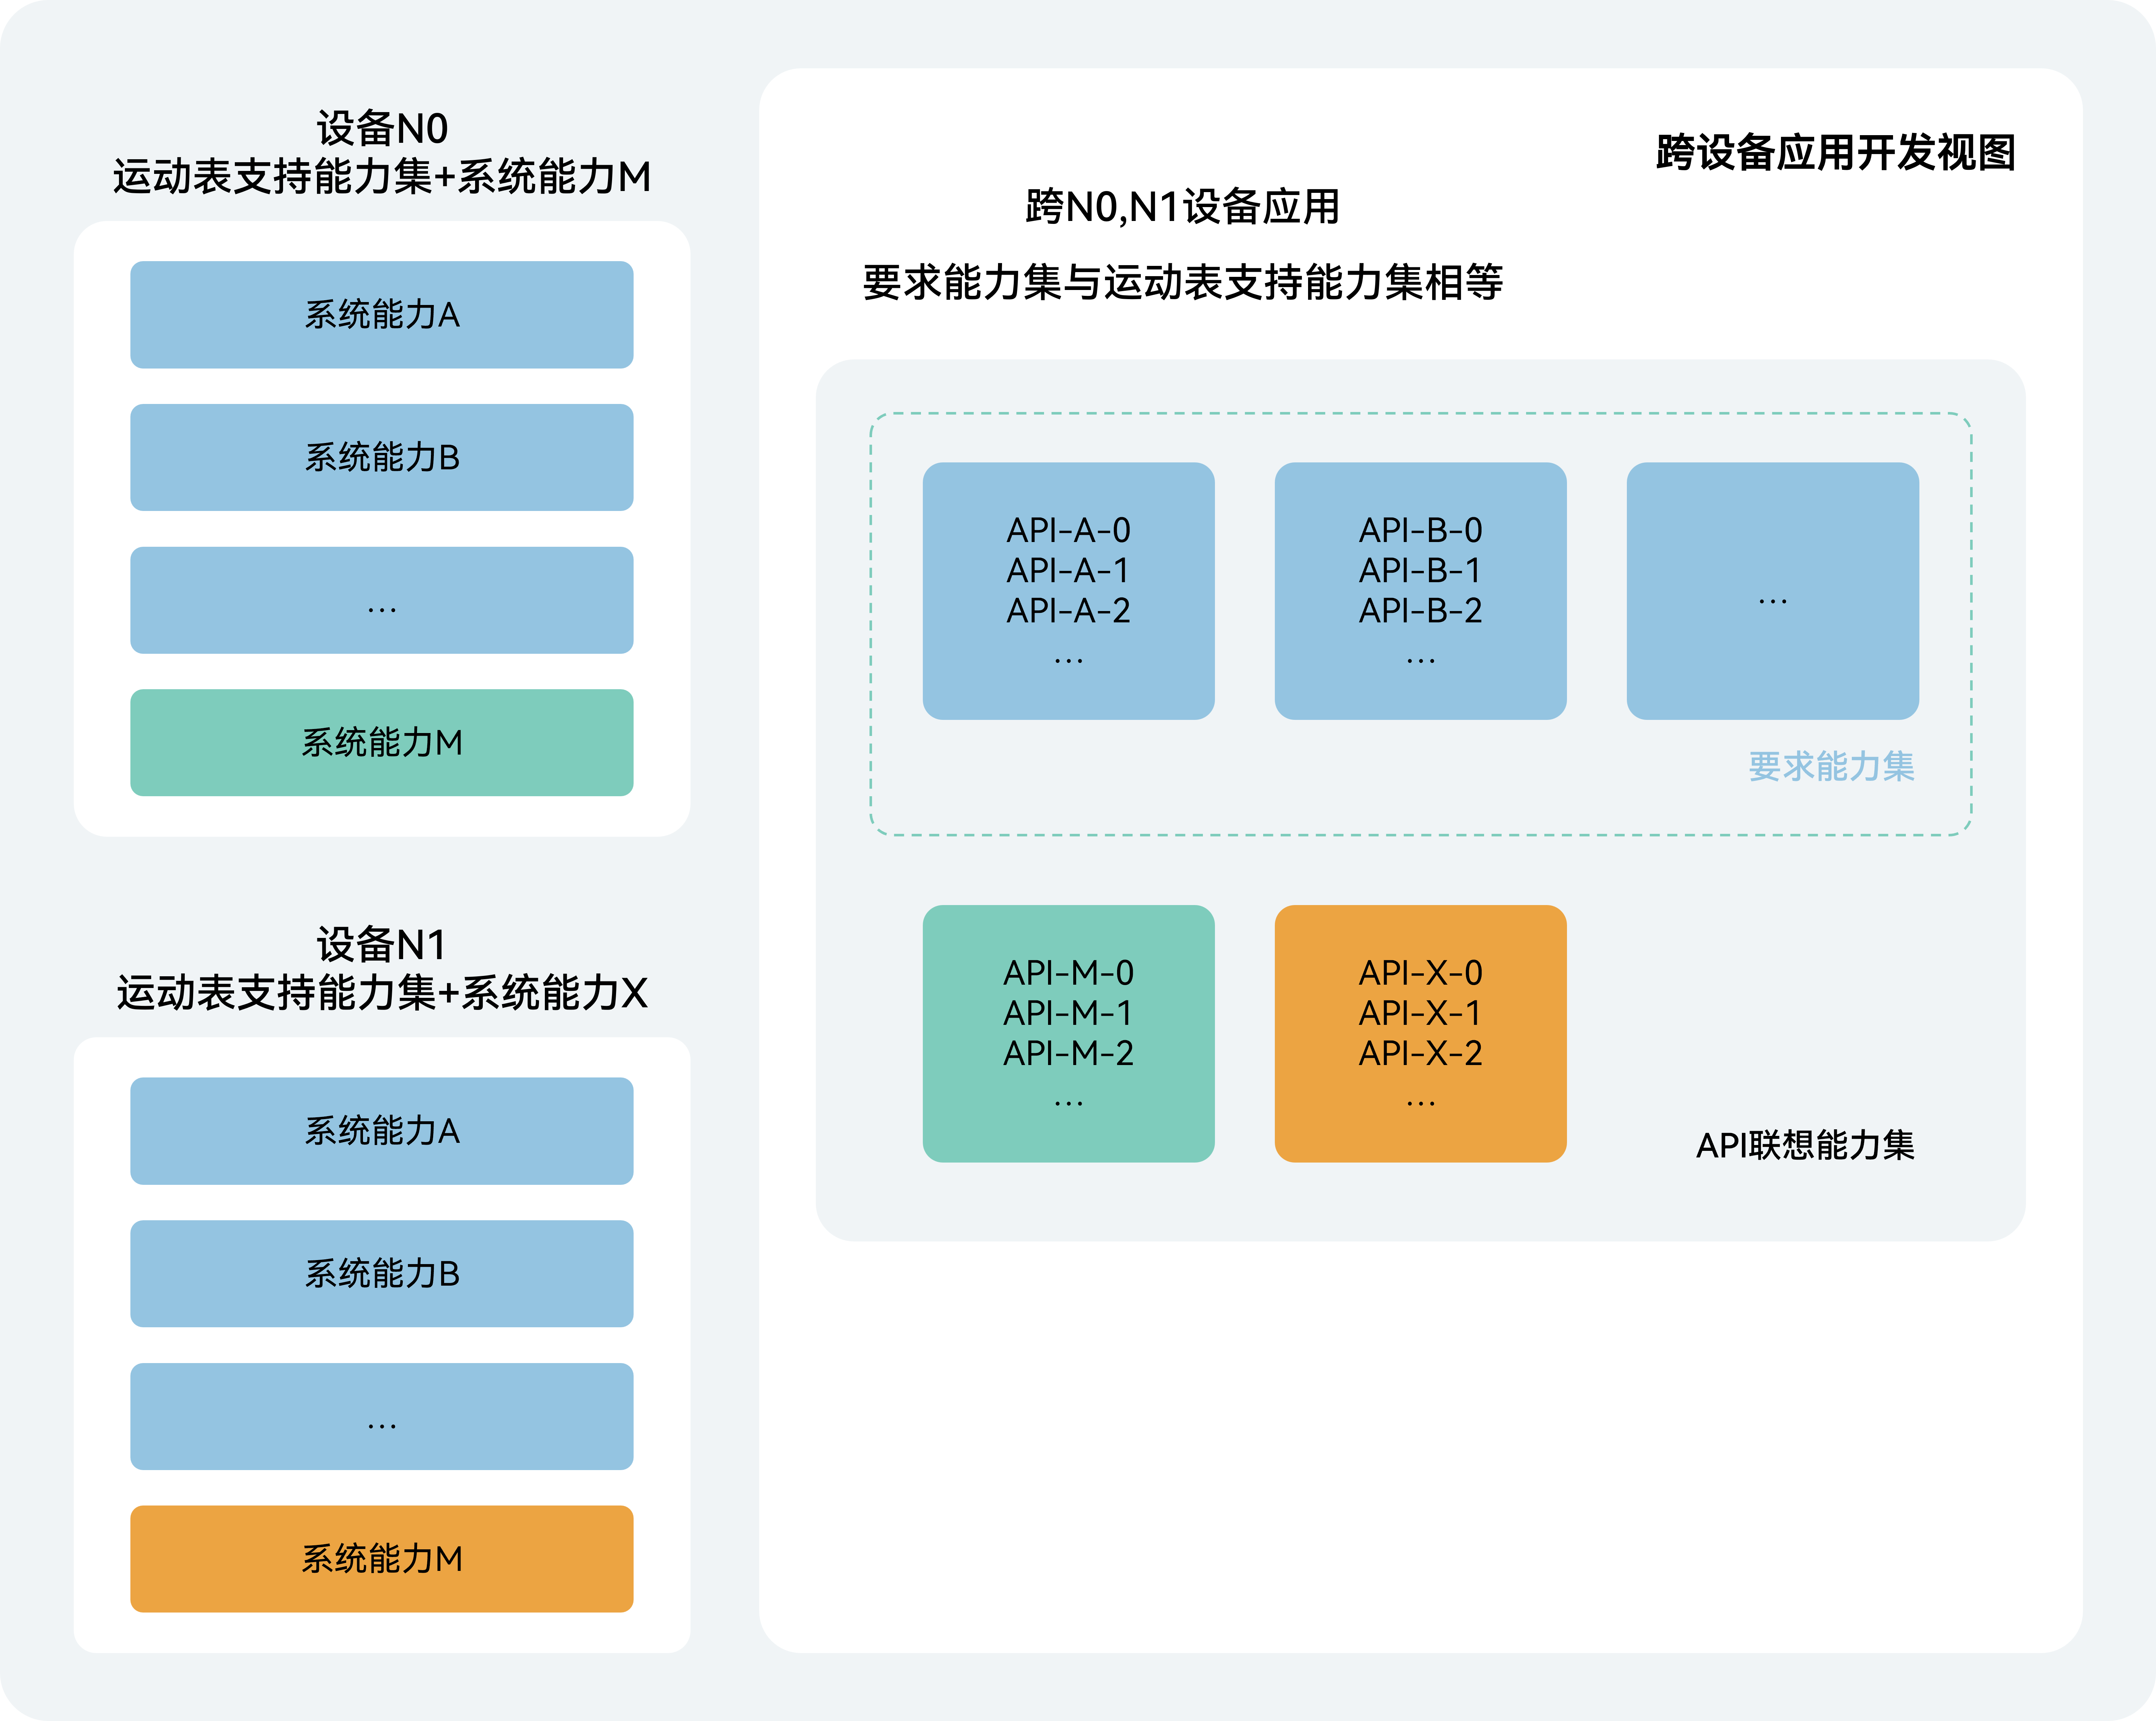 设备N0
运动表支持能力集+系统能力M
系统能力A
系统能力B
...
系统能力M
设备N1
运动表支持能力集+系统能力X
系统能力A
系统能力B
...
系统能力M
跨设备应用开发视图
跨N0,N1设备应用
要求能力集与运动表支持能力集相等
API-A-0
API-A-1
API-A-2
...
API-B-0
API-B-1
API-B-2
...
...
要求能力集
API-M-0
API-M-1
API-M-2
...
API-X-0
API-X-1
API-X-2
...
API联想能力集